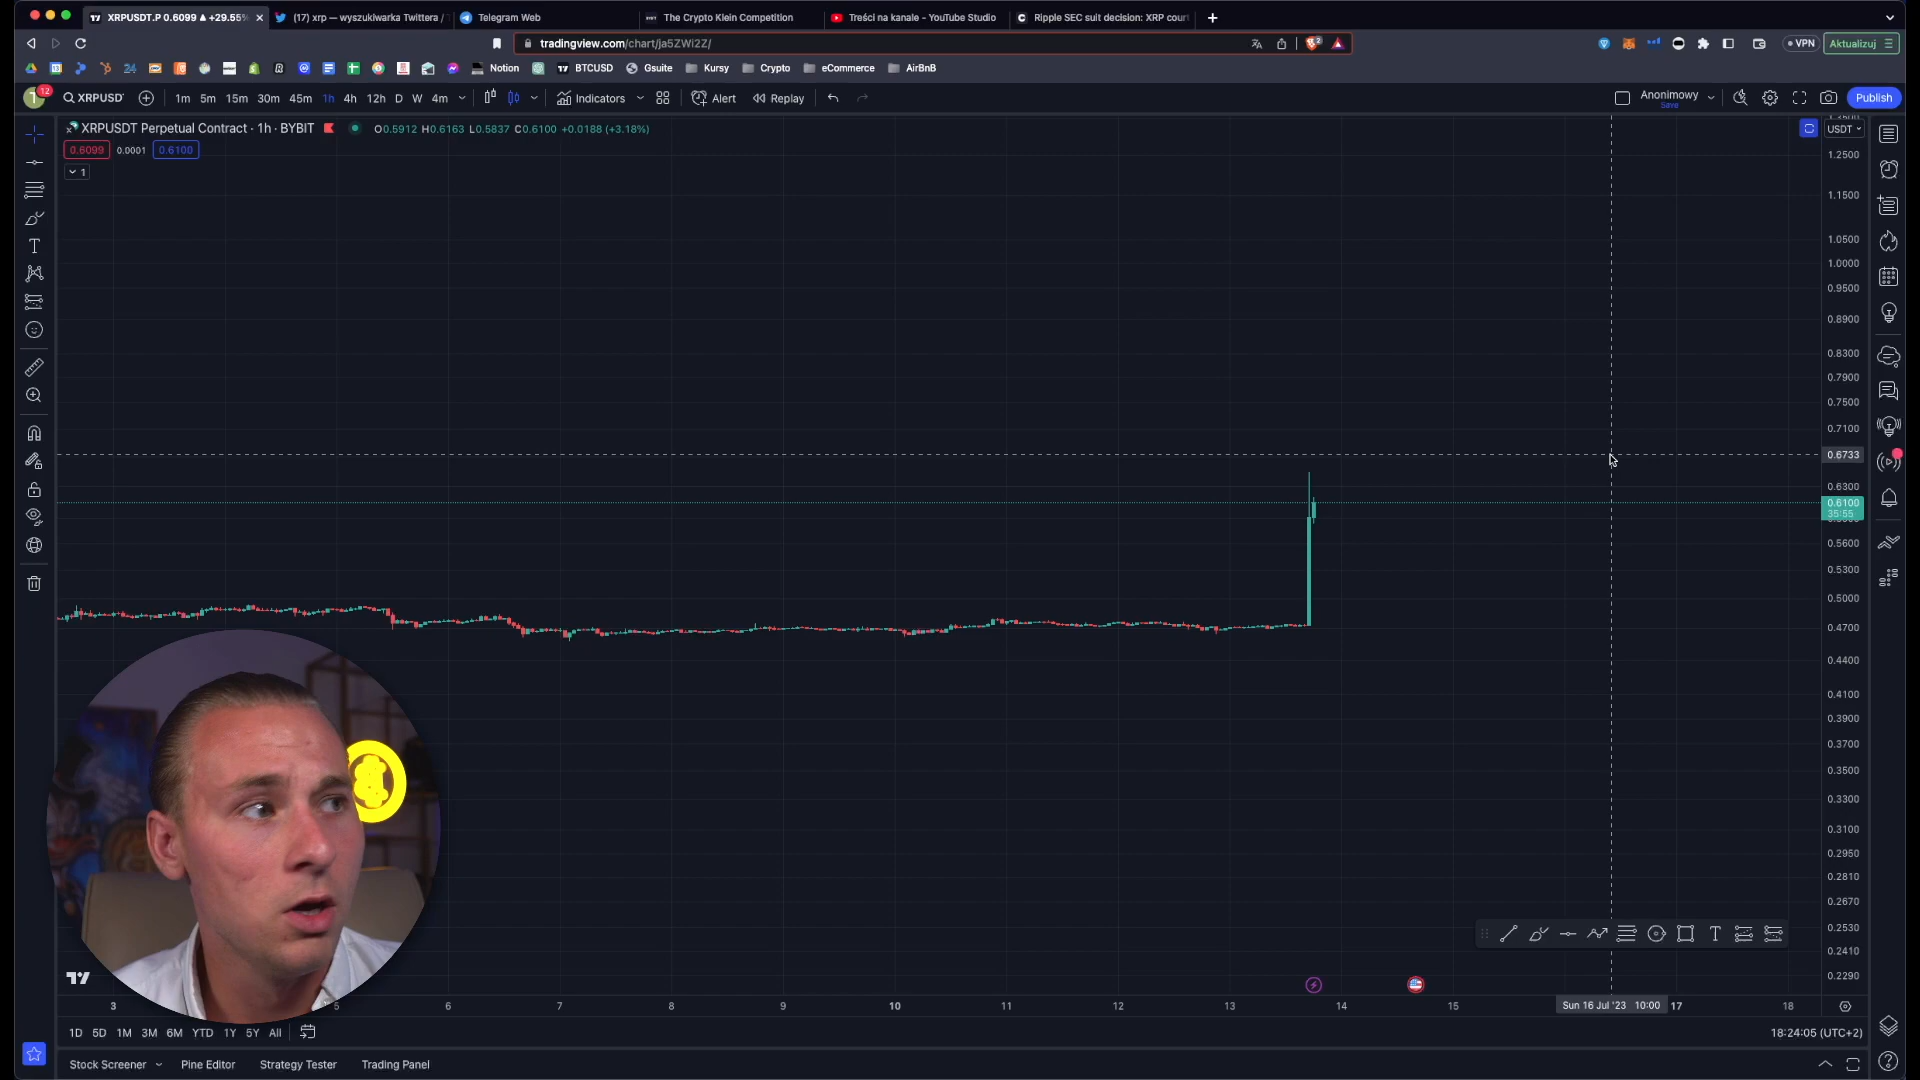 XRPUSDT.P 0.6099 ▲ +29.55%
(17) xrp — wyszukiwarka Twittera /
Telegram Web
The Crypto Klein Competition
Treści na kanale - YouTube Studio
Ripple SEC suit decision: XRP cour
tradingview.com/chart/ja5ZWi2Z/
2
VPN
Aktualizuj
24
Notion
BTCUSD
Gsuite
Kursy
Crypto
eCommerce
AirBnB
12
XRPUSD
1m 5m 15m 30m 45m 1h 4h 12h D W 4m
Indicators
Alert
Replay
Anonimowy
Save
Publish
XRPUSDT Perpetual Contract · 1h · BYBIT
O0.5912 H0.6163 L0.5837 C0.6100 +0.0188 (+3.18%)
USDT
0.6099 0.0001 0.6100
1
1.2500
1.1500
1.0500
1.0000
0.9500
0.8900
0.8300
0.7900
0.7500
0.7100
0.6733
0.6300
0.6100
35:55
0.5600
0.5300
0.5000
0.4700
0.4400
0.4100
0.3900
0.3700
0.3500
0.3300
0.3100
0.2950
0.2810
0.2670
0.2530
0.2410
0.2290
3 5 6 7 8 9 10 11 12 13 14 15 Sun 16 Jul '23 10:00 17 18
1D 5D 1M 3M 6M YTD 1Y 5Y All
18:24:05 (UTC+2)
Stock Screener
Pine Editor
Strategy Tester
Trading Panel